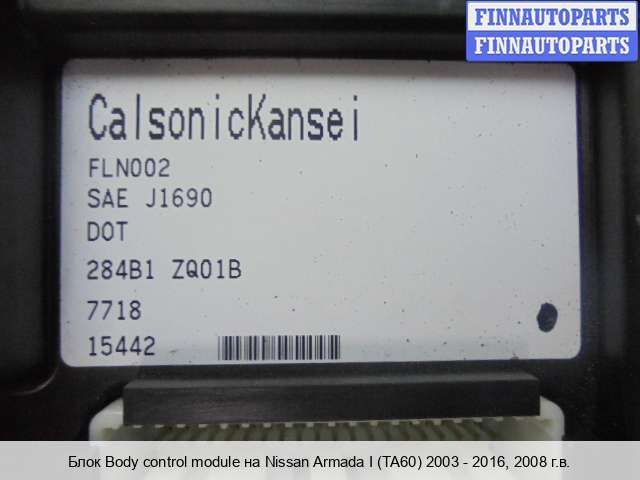 FINNAUTOPARTS
FINNAUTOPARTS
CalsonicKansei
FLN002
SAE J1690
DOT
284B1 ZQ01B
7718
15442
Блок Body control module на Nissan Armada I (TA60) 2003 - 2016, 2008 г.в.